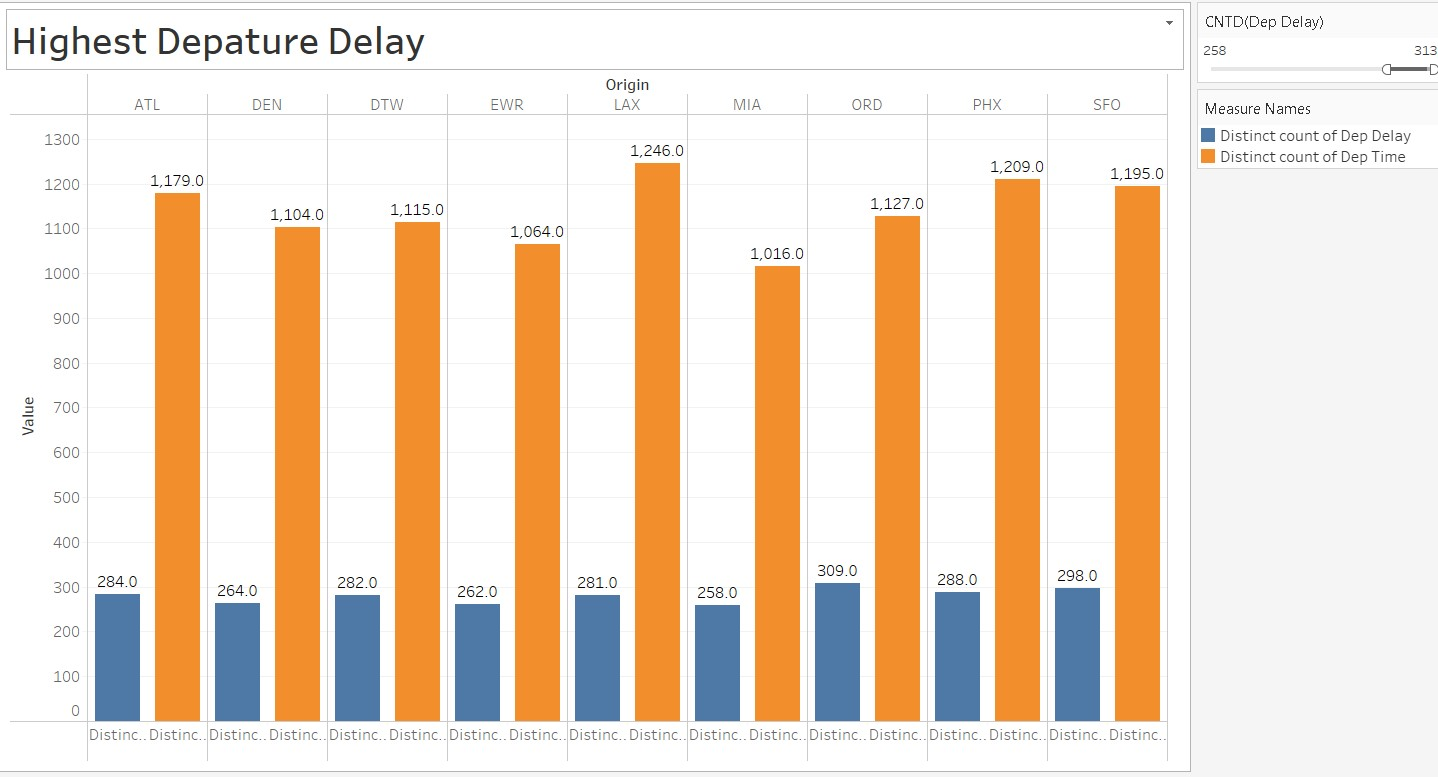 Highest Depature Delay
Origin
ATL DEN DTW EWR LAX MIA ORD PHX SFO
1300
1200
1100
1000
900
800
700
600
500
400
300
200
100
0
Value
284.0 1,179.0
264.0 1,104.0
282.0 1,115.0
262.0 1,064.0
281.0 1,246.0
258.0 1,016.0
309.0 1,127.0
288.0 1,209.0
298.0 1,195.0
Distinc.. Distinc.. Distinc.. Distinc.. Distinc.. Distinc.. Distinc.. Distinc.. Distinc.. Distinc.. Distinc.. Distinc.. Distinc.. Distinc.. Distinc.. Distinc.. Distinc.. Distinc..
CNTD(Dep Delay)
258 313
Measure Names
Distinct count of Dep Delay
Distinct count of Dep Time